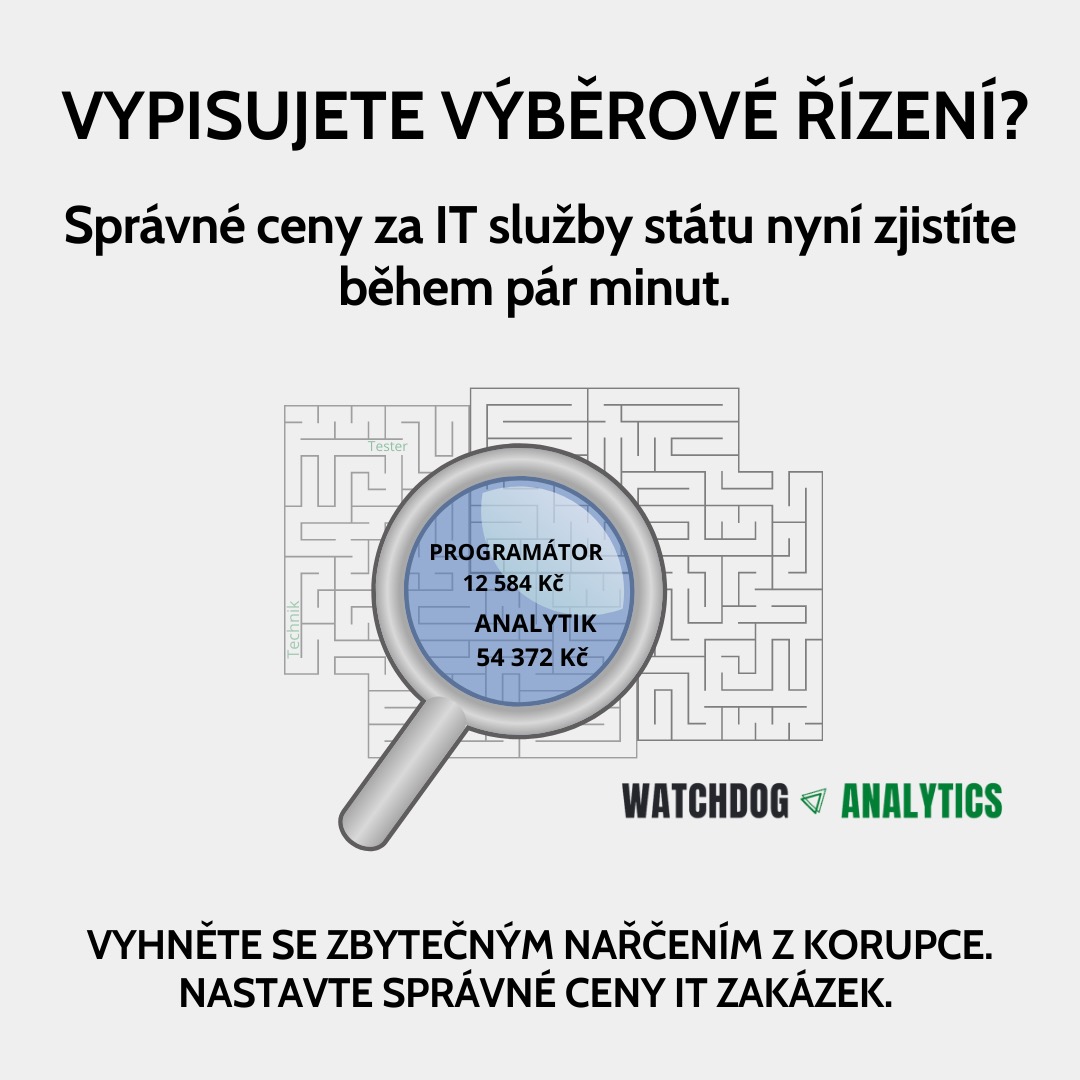 VYPISUJETE VÝBĚROVÉ ŘÍZENÍ?
Správné ceny za IT služby státu nyní zjistíte
během pár minut.
Tester
PROGRAMÁTOR
12 584 Kč
ANALYTIK
54 372 Kč
Technik
WATCHDOG ANALYTICS
VYHNĚTE SE ZBYTEČNÝM NAŘČENÍM Z KORUPCE.
NASTAVTE SPRÁVNÉ CENY IT ZAKÁZEK.